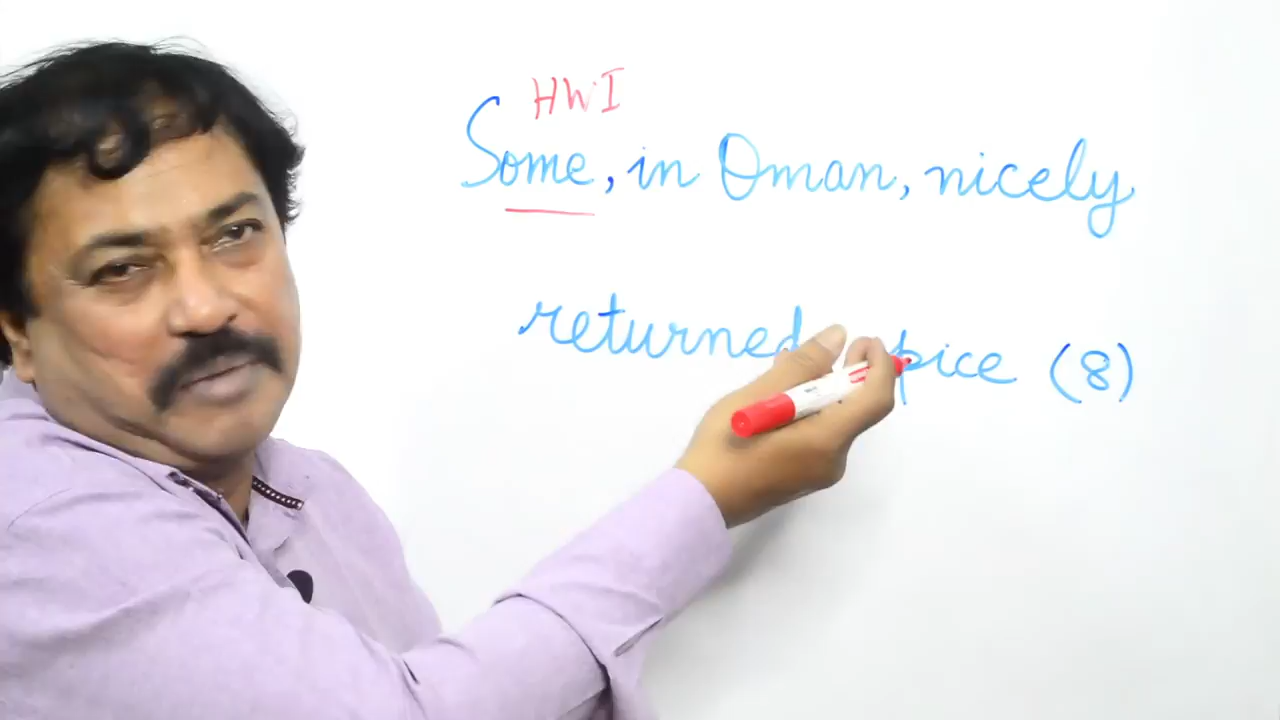 HWI
Some, in Oman, nicely
returned spice (8)